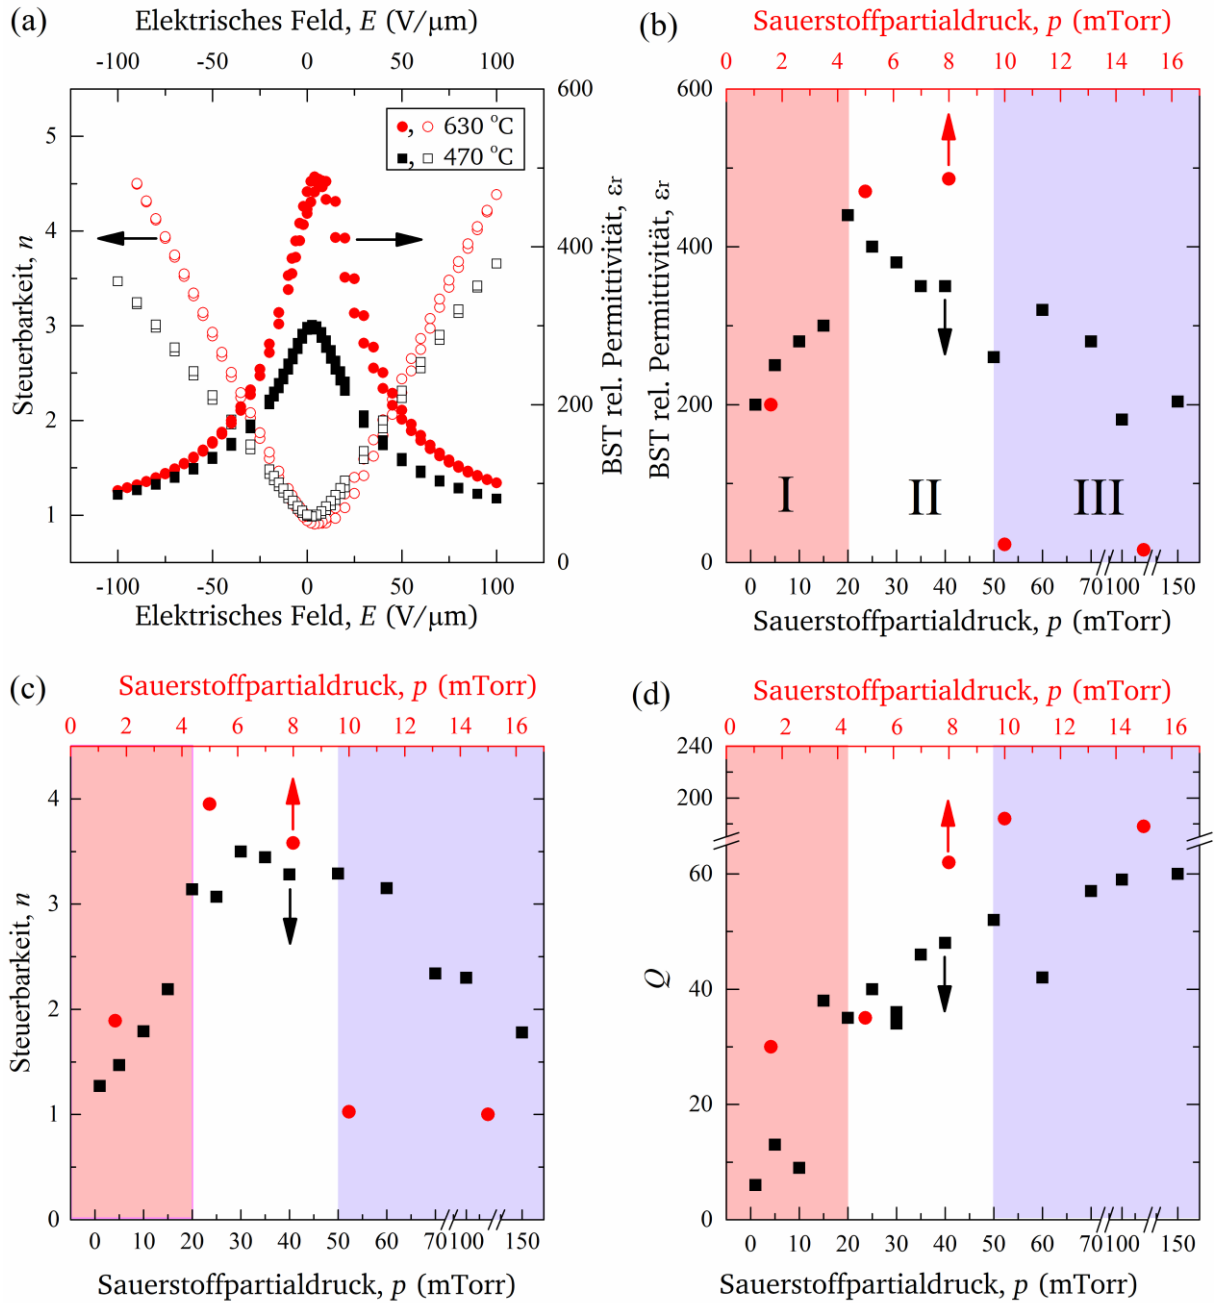 (a)
Elektrisches Feld, E (V/μm)
-100 -50 0 50 100
Steuerbarkeit, n
5
4
3
2
1
630 °C
470 °C
600
400
200
0
BST rel. Permittivität, εr
-100 -50 0 50 100
Elektrisches Feld, E (V/μm)
(b)
Sauerstoffpartialdruck, p (mTorr)
0 2 4 6 8 10 12 14 16
BST rel. Permittivität, εr
600
400
200
0
I II III
0 10 20 30 40 50 60 70 100 150
Sauerstoffpartialdruck, p (mTorr)
(c)
Sauerstoffpartialdruck, p (mTorr)
0 2 4 6 8 10 12 14 16
Steuerbarkeit, n
4
3
2
1
0
0 10 20 30 40 50 60 70 100 150
Sauerstoffpartialdruck, p (mTorr)
(d)
Sauerstoffpartialdruck, p (mTorr)
0 2 4 6 8 10 12 14 16
Q
240
200
60
40
20
0
0 10 20 30 40 50 60 70 100 150
Sauerstoffpartialdruck, p (mTorr)